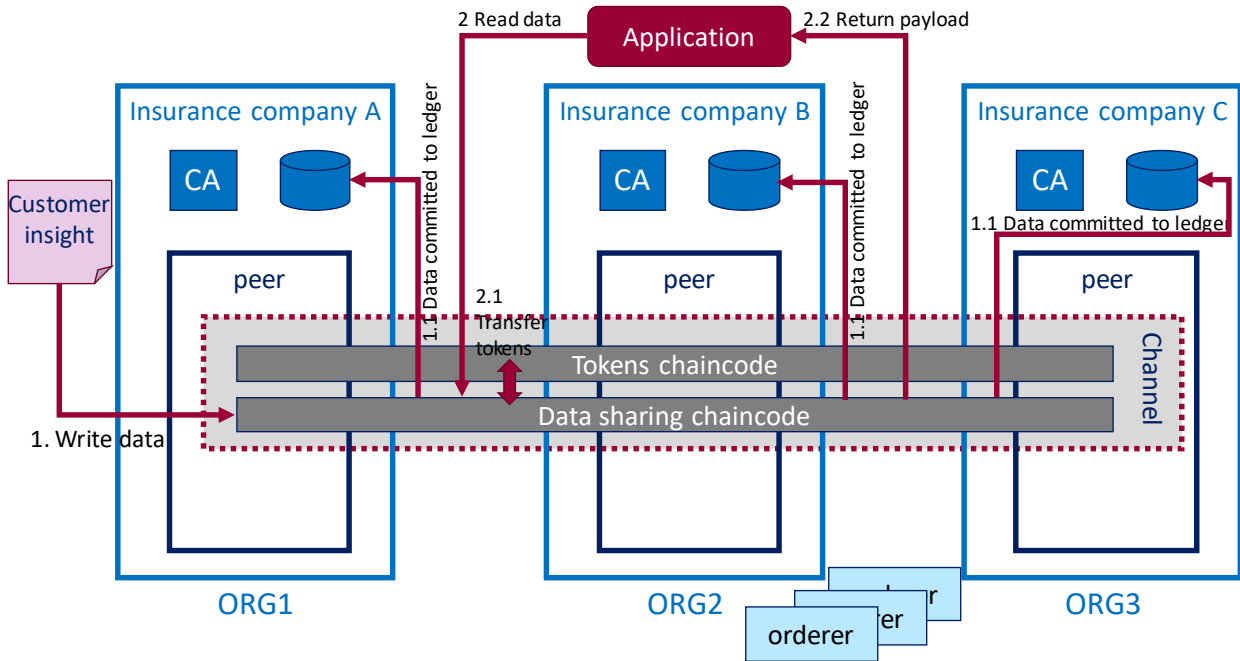 2 Read data
Application
2.2 Return payload
Insurance company A
Insurance company B
Insurance company C
CA
CA
CA
1.1 Data committed to ledger
1.1 Data committed to ledger
1.1 Data committed to ledger
Customer
insight
peer
peer
peer
2.1
Transfer
tokens
Tokens chaincode
Data sharing chaincode
Channel
1. Write data
ORG1
ORG2
ORG3
orderer